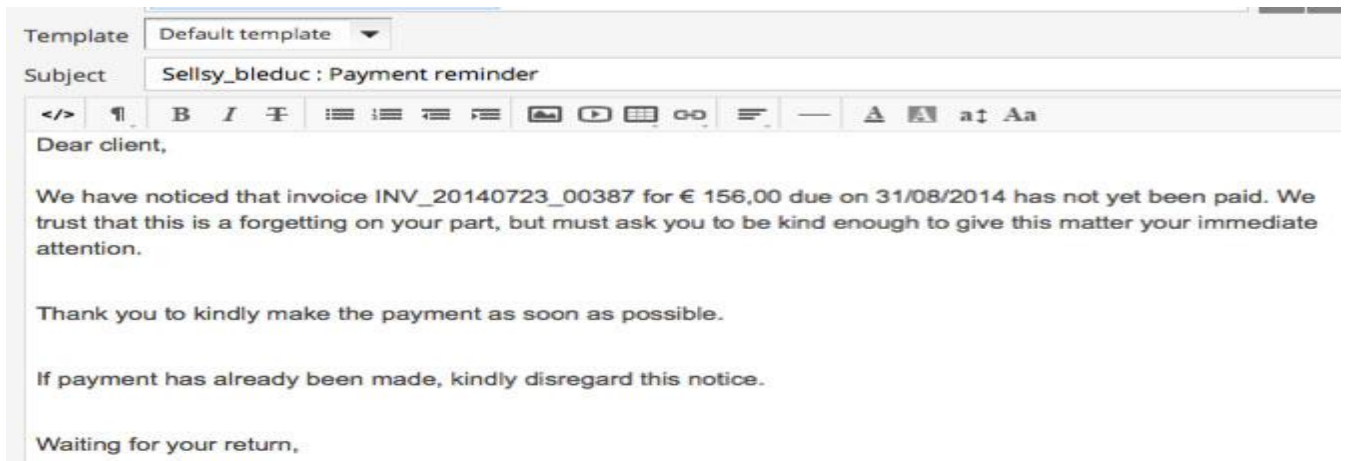 Template Default template
Subject Sellsy_bleduc : Payment reminder
</> ¶ B I T A A a↕ Aa
Dear client,
We have noticed that invoice INV_20140723_00387 for € 156,00 due on 31/08/2014 has not yet been paid. We
trust that this is a forgetting on your part, but must ask you to be kind enough to give this matter your immediate
attention.
Thank you to kindly make the payment as soon as possible.
If payment has already been made, kindly disregard this notice.
Waiting for your return,